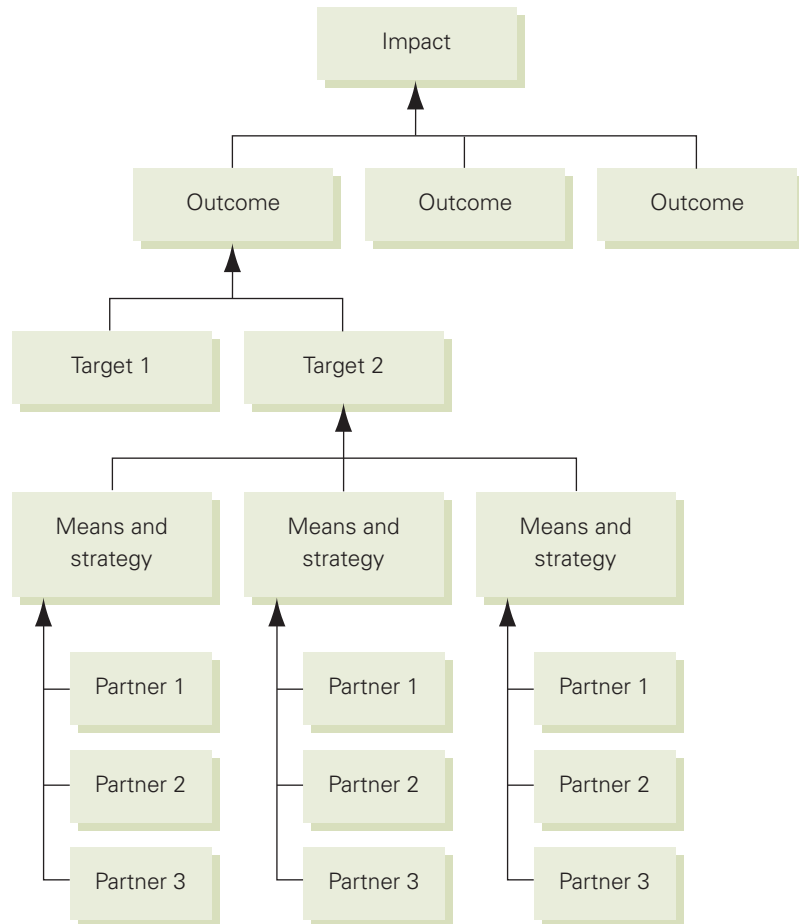 Impact
Outcome
Outcome
Outcome
Target 1
Target 2
Means and
strategy
Means and
strategy
Means and
strategy
Partner 1
Partner 1
Partner 1
Partner 2
Partner 2
Partner 2
Partner 3
Partner 3
Partner 3